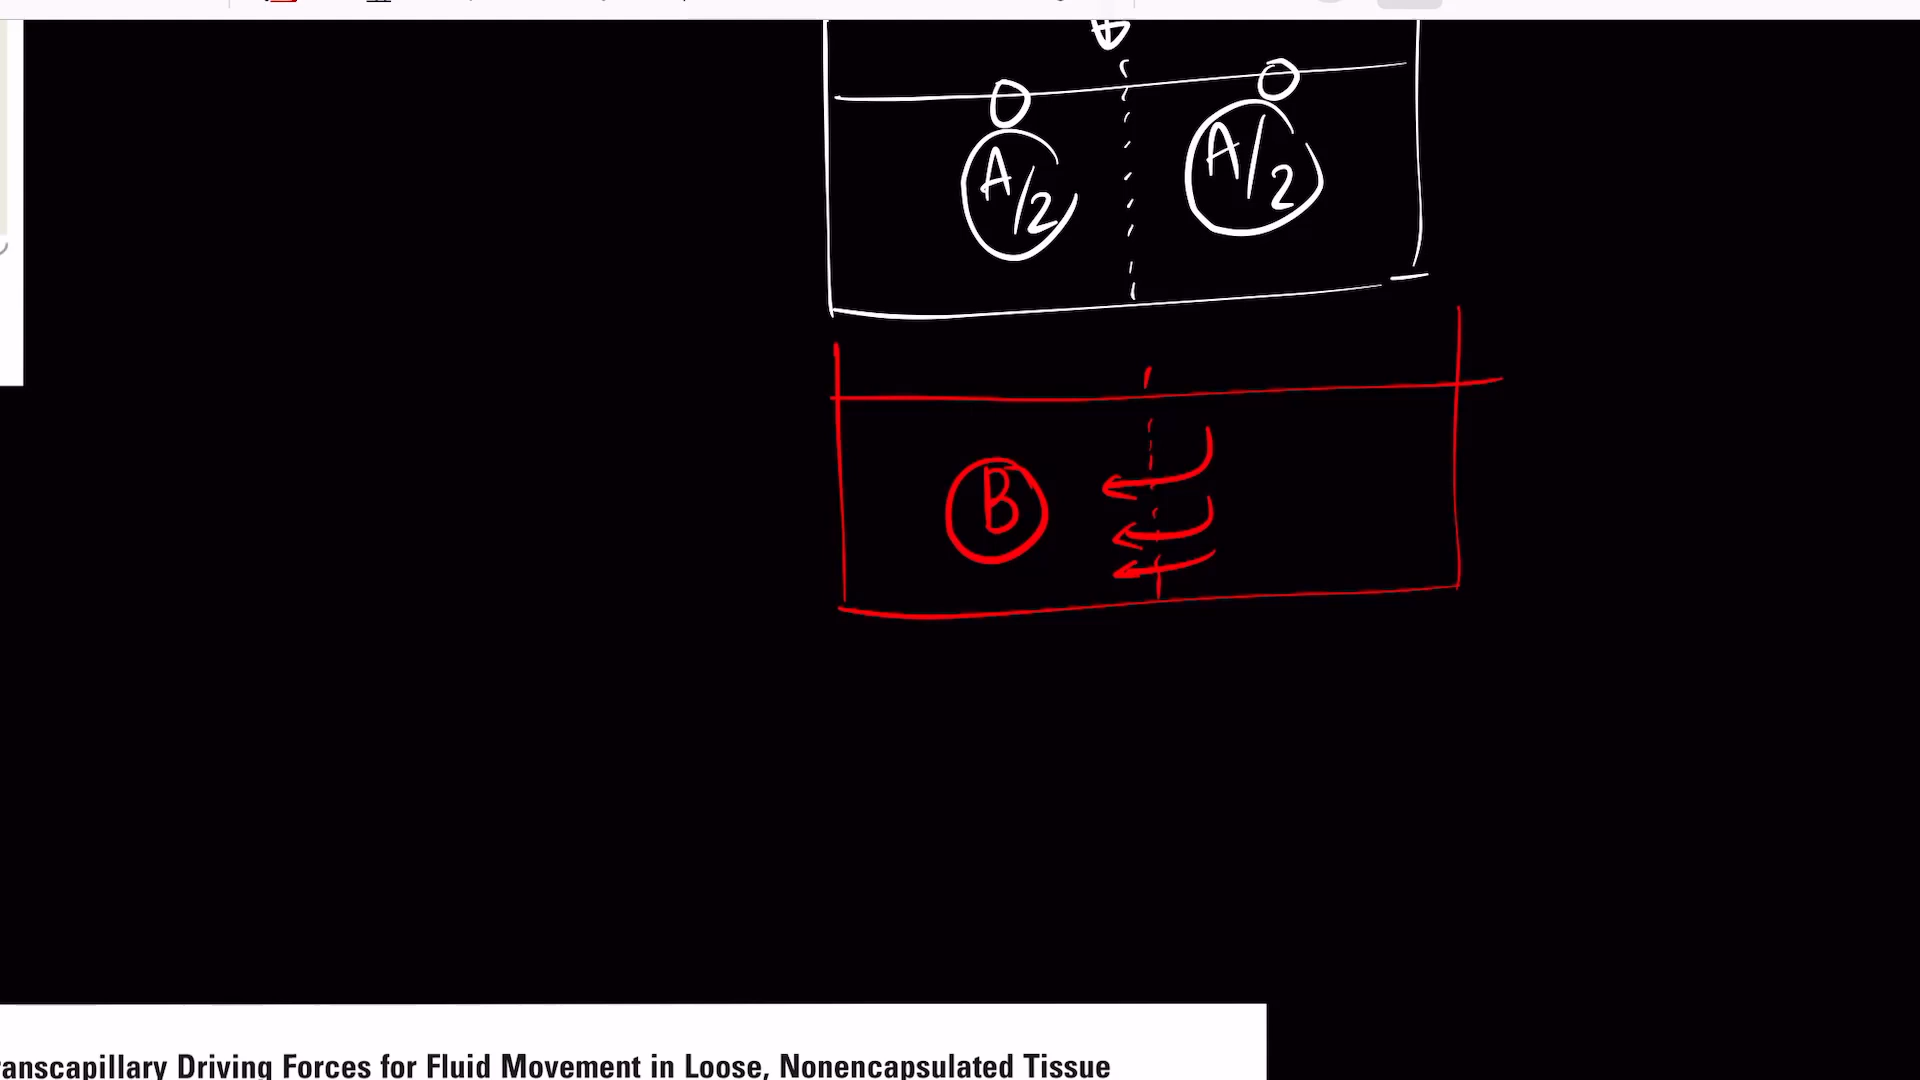 A/2
A/2
B
anscapillary Driving Forces for Fluid Movement in Loose, Nonencapsulated Tissue